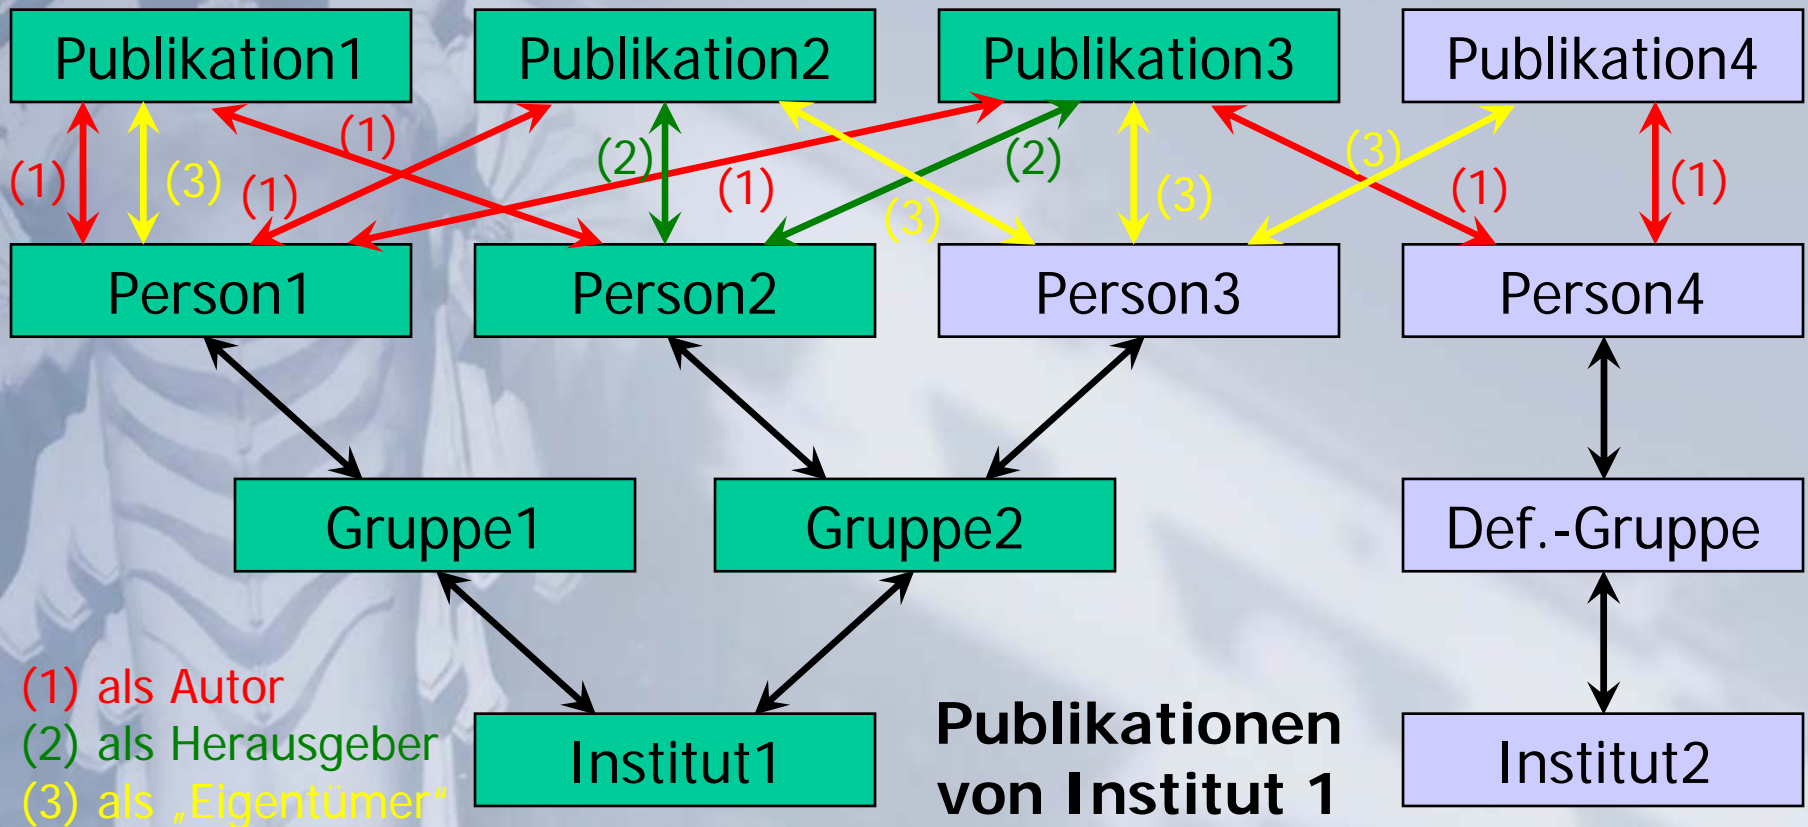 Publikation1 Publikation2 Publikation3 Publikation4
(1) (3) (1) (1) (2) (1) (3) (2) (3) (3) (1) (1)
Person1 Person2 Person3 Person4
Gruppe1 Gruppe2 Def.-Gruppe
(1) als Autor
(2) als Herausgeber
(3) als „Eigentümer“
Institut1
Publikationen
von Institut 1
Institut2